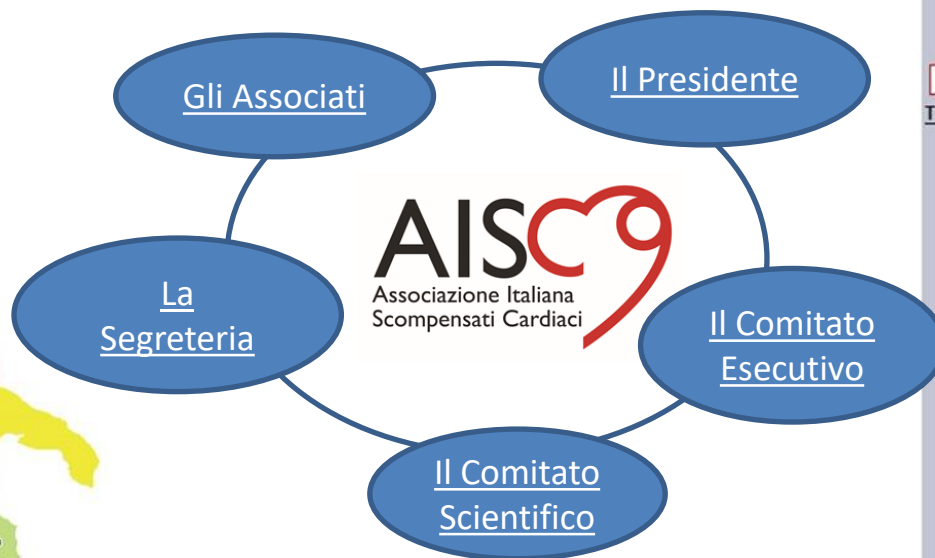 Gli Associati
Il Presidente
AISC
Associazione Italiana
Scompensati Cardiaci
La
Segreteria
Il Comitato
Esecutivo
Il Comitato
Scientifico